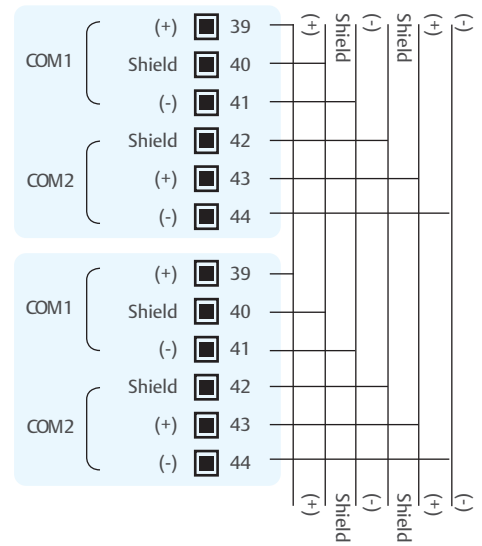 (+) Shield (-) Shield (+) (-)
(+) 39
COM1 Shield 40
(-) 41
Shield 42
COM2 (+) 43
(-) 44
(+) 39
COM1 Shield 40
(-) 41
Shield 42
COM2 (+) 43
(-) 44
(+) Shield (-) Shield (+) (-)